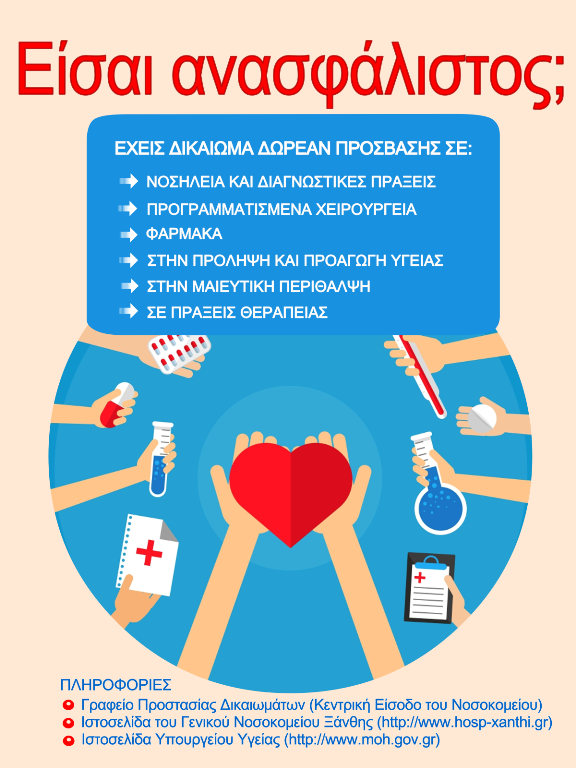 Είσαι ανασφάλιστος;
ΕΧΕΙΣ ΔΙΚΑΙΩΜΑ ΔΩΡΕΑΝ ΠΡΟΣΒΑΣΗΣ ΣΕ:
ΝΟΣΗΛΕΙΑ ΚΑΙ ΔΙΑΓΝΩΣΤΙΚΕΣ ΠΡΑΞΕΙΣ
ΠΡΟΓΡΑΜΜΑΤΙΣΜΕΝΑ ΧΕΙΡΟΥΡΓΕΙΑ
ΦΑΡΜΑΚΑ
ΣΤΗΝ ΠΡΟΛΗΨΗ ΚΑΙ ΠΡΟΑΓΩΓΗ ΥΓΕΙΑΣ
ΣΤΗΝ ΜΑΙΕΥΤΙΚΗ ΠΕΡΙΘΑΛΨΗ
ΣΕ ΠΡΑΞΕΙΣ ΘΕΡΑΠΕΙΑΣ
ΠΛΗΡΟΦΟΡΙΕΣ
Γραφείο Προστασίας Δικαιωμάτων (Κεντρική Είσοδο του Νοσοκομείου)
Ιστοσελίδα του Γενικού Νοσοκομείου Ξάνθης (http://www.hosp-xanthi.gr)
Ιστοσελίδα Υπουργείου Υγείας (http://www.moh.gov.gr)